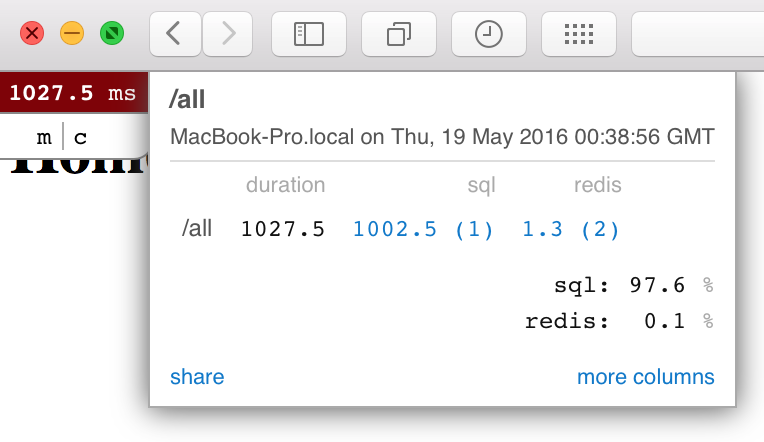 1027.5 ms
m | c
/all
MacBook-Pro.local on Thu, 19 May 2016 00:38:56 GMT
duration sql redis
/all 1027.5 1002.5 (1) 1.3 (2)
sql: 97.6 %
redis: 0.1 %
share more columns